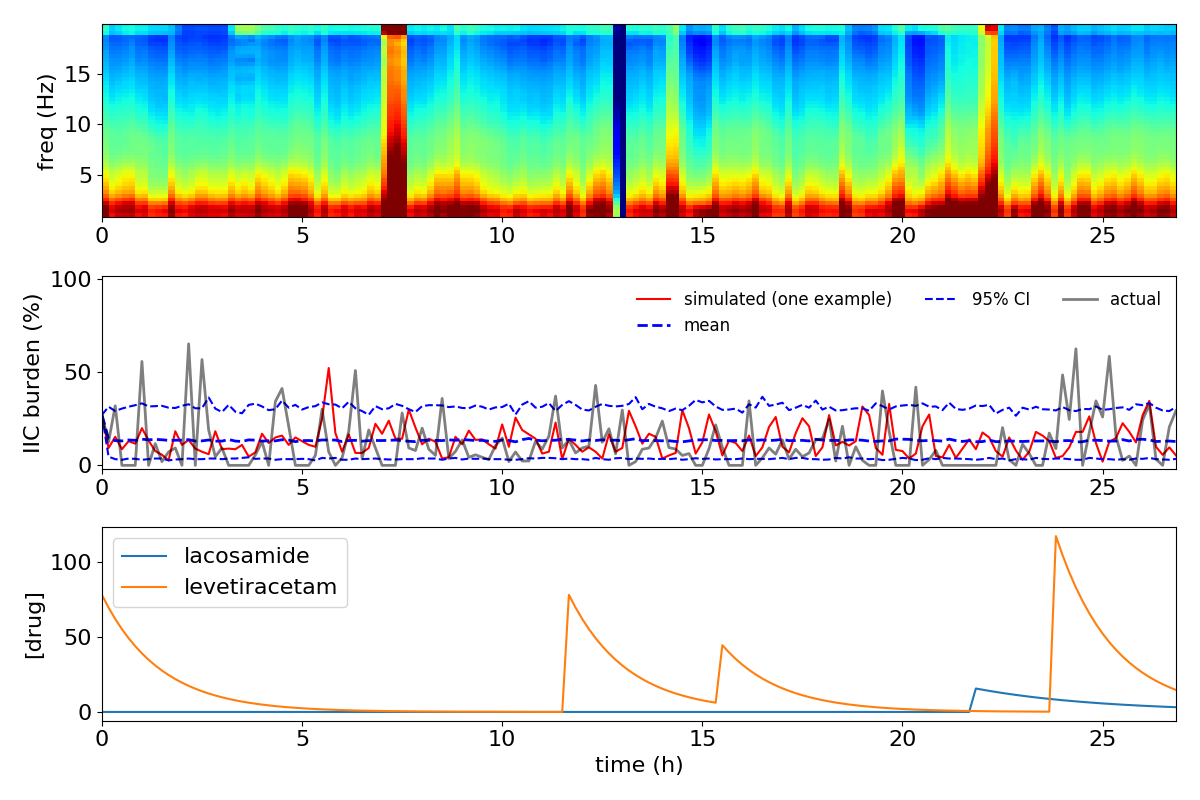 freq (Hz)
15
10
5
0 5 10 15 20 25
IIC burden (%)
100
50
0
simulated (one example) 95% CI actual
mean
0 5 10 15 20 25
[drug]
100
50
0
lacosamide
levetiracetam
0 5 10 15 20 25
time (h)